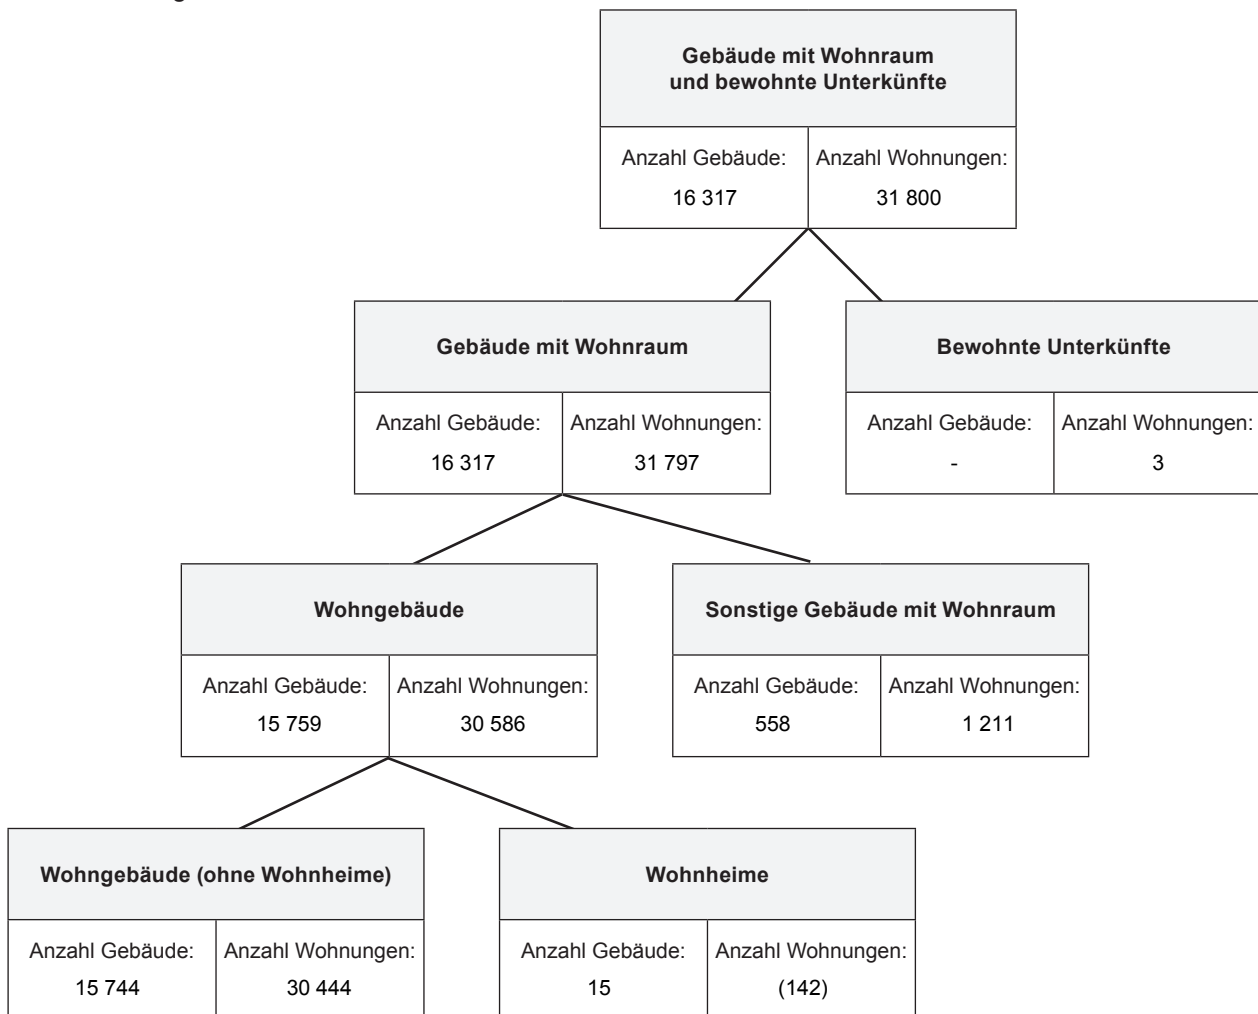 Gebäude mit Wohnraum
und bewohnte Unterkünfte
Anzahl Gebäude: Anzahl Wohnungen:
16 317 31 800
Gebäude mit Wohnraum Bewohnte Unterkünfte
Anzahl Gebäude: Anzahl Wohnungen: Anzahl Gebäude: Anzahl Wohnungen:
16 317 31 797 - 3
Wohngebäude Sonstige Gebäude mit Wohnraum
Anzahl Gebäude: Anzahl Wohnungen: Anzahl Gebäude: Anzahl Wohnungen:
15 759 30 586 558 1 211
Wohngebäude (ohne Wohnheime) Wohnheime
Anzahl Gebäude: Anzahl Wohnungen: Anzahl Gebäude: Anzahl Wohnungen:
15 744 30 444 15 (142)